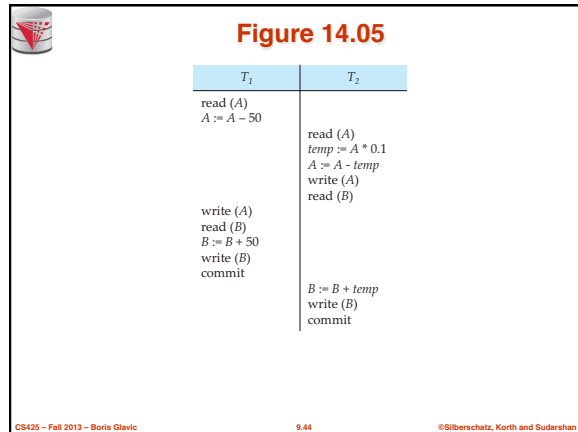 Figure 14.05
T1 T2
read (A)
A := A – 50
read (A)
temp := A * 0.1
A := A - temp
write (A)
read (B)
write (A)
read (B)
B := B + 50
write (B)
commit
B := B + temp
write (B)
commit
CS425 – Fall 2013 – Boris Glavic 9.44 ©Silberschatz, Korth and Sudarshan